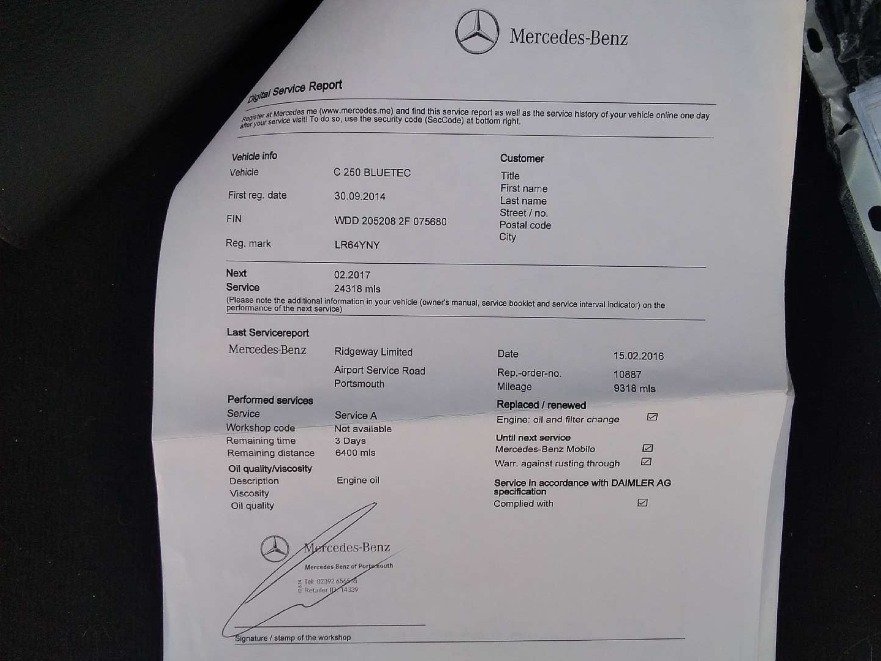 Mercedes-Benz
Digital Service Report
Register at Mercedes me (www.mercedes.me) and find this service report as well as the service history of your vehicle online one day
after your service visit! To do so, use the security code (SecCode) at bottom right.
Vehicle info
Customer
Vehicle
C 250 BLUETEC
Title
First name
First reg. date
30.09.2014
Last name
Street / no.
FIN
WDD 205208 2F 075680
Postal code
City
Reg. mark
LR64YNY
Next
02.2017
Service
24318 mls
(Please note the additional information in your vehicle (owner's manual, service booklet and service interval indicator) on the
performance of the next service)
Last Servicereport
Mercedes-Benz
Ridgeway Limited
Date
15.02.2016
Airport Service Road
Rep.-order-no.
10887
Portsmouth
Mileage
9318 mls
Performed services
Replaced / renewed
Service
Service A
Engine: oil and filter change
Workshop code
Not available
Remaining time
3 Days
Until next service
Remaining distance
6400 mls
Mercedes-Benz Mobilo
Warr. against rusting through
Oil quality/viscosity
Description
Engine oil
Service in accordance with DAIMLER AG
specification
Viscosity
Complied with
Oil quality
Mercedes-Benz
Mercedes-Benz of Portsmouth
Tel: 02392
Retailer ID: 14339
Signature / stamp of the workshop